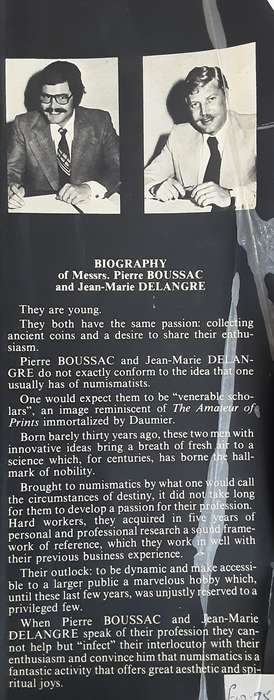 BIOGRAPHY
of Messrs. Pierre BOUSSAC
and Jean-Marie DELANGRE
They are young.
They both have the same passion: collecting
ancient coins and a desire to share their enthu-
siasm.
Pierre BOUSSAC and Jean-Marie DELAN-
GRE do not exactly conform to the idea that one
usually has of numismatists.
One would expect them to be "venerable scho-
lars", an image reminiscent of The Amateur of
Prints immortalized by Daumier.
Born barely thirty years ago, these two men with
innovative ideas bring a breath of fresh air to a
science which, for centuries, has borne the hall-
mark of nobility.
Brought to numismatics by what one would call
the circumstances of destiny, it did not take long
for them to develop a passion for their profession.
Hard workers, they acquired in five years of
personal and professional research a sound frame-
work of reference, which they work in well with
their previous business experience.
Their outlook: to be dynamic and make accessi-
ble to a larger public a marvelous hobby which,
until these last few years, was unjustly reserved to a
privileged few.
When Pierre BOUSSAC and Jean-Marie
DELANGRE speak of their profession they can-
not help but "infect" their interlocutor with their
enthusiasm and convince him that numismatics is a
fantastic activity that offers great aesthetic and spi-
ritual joys.